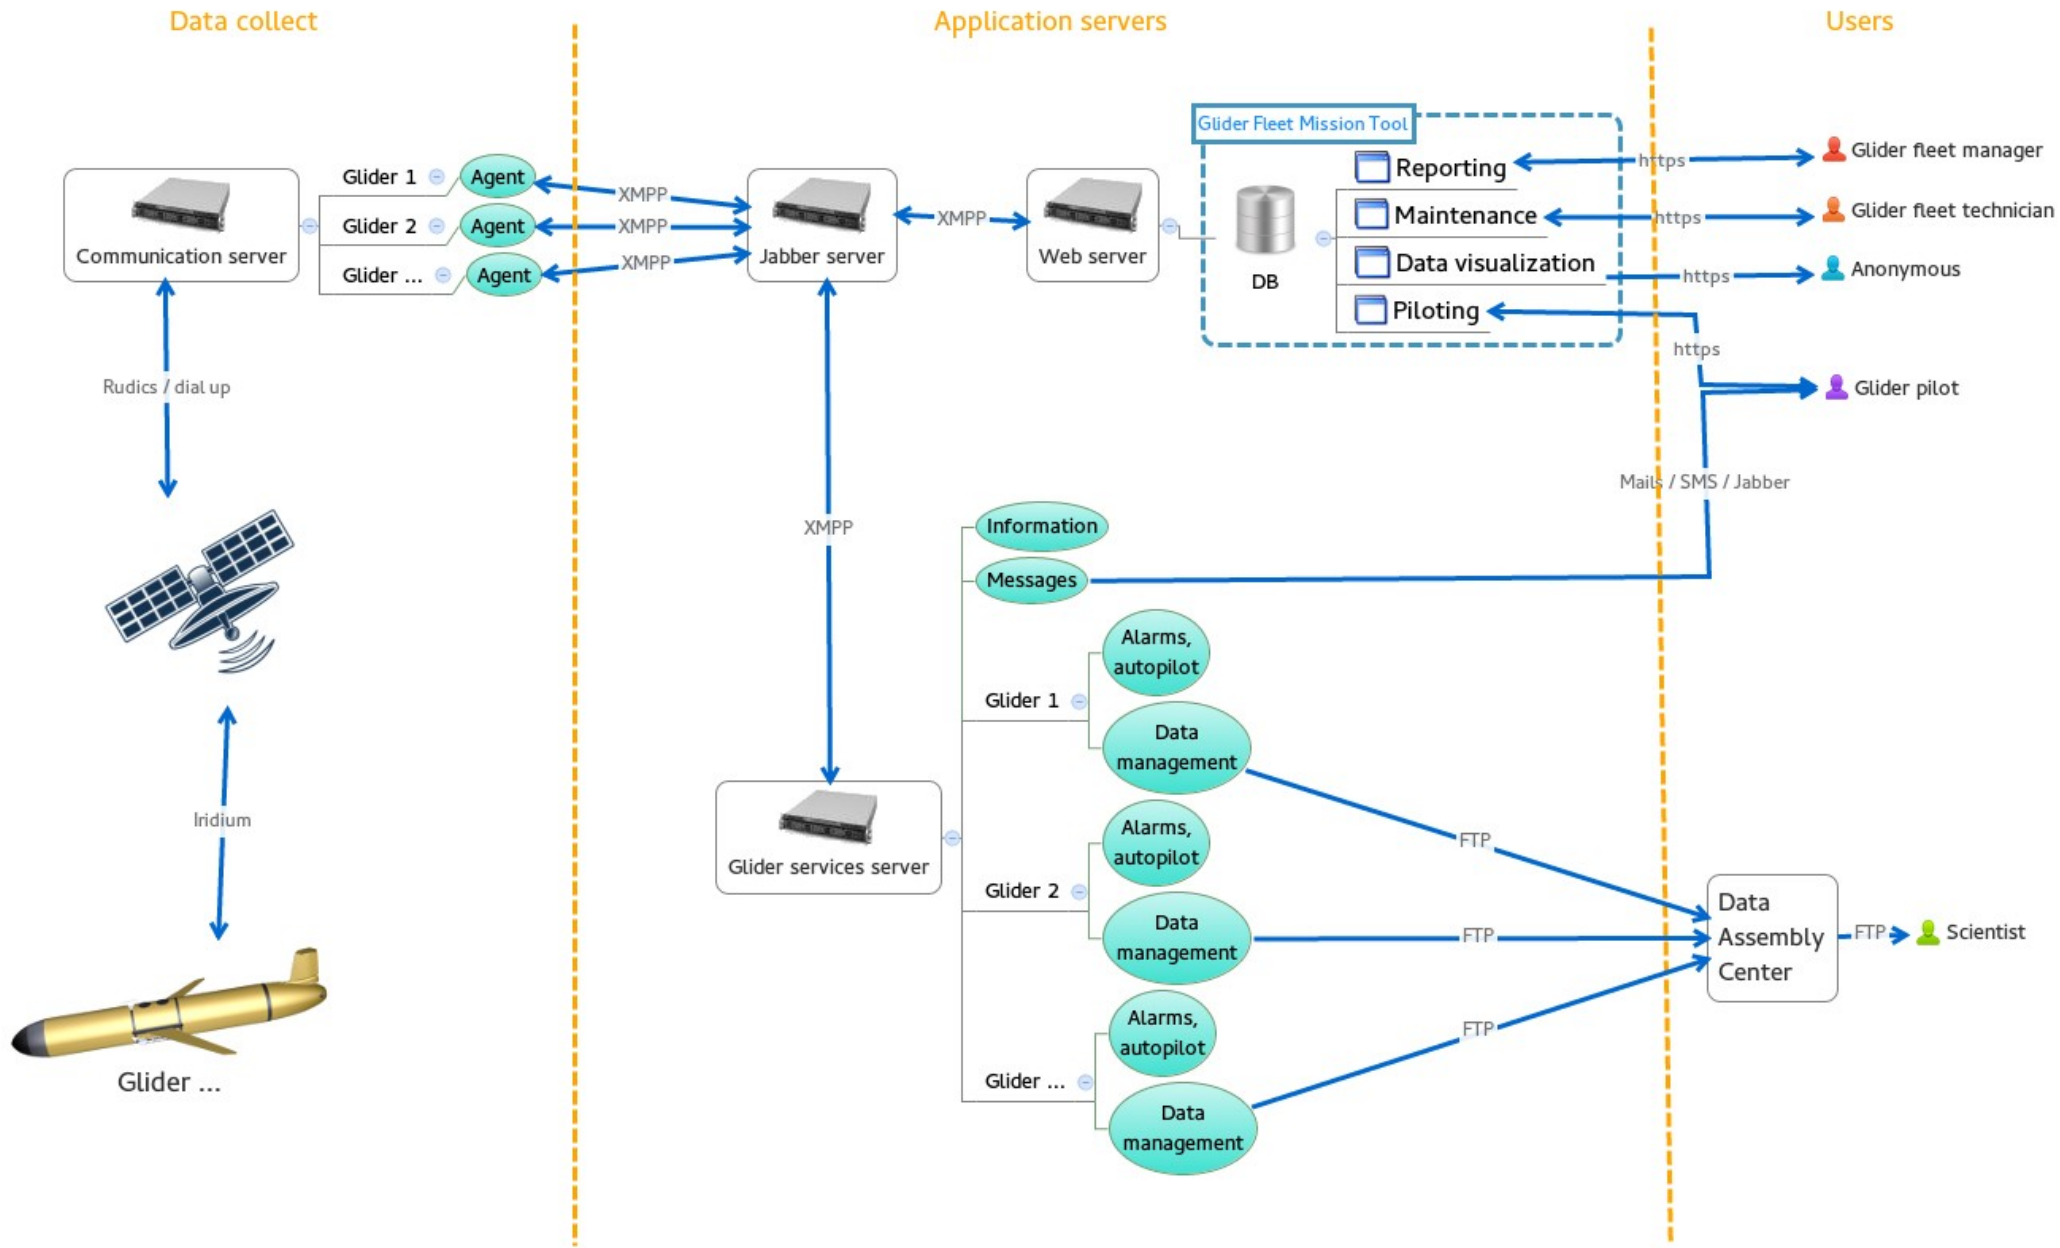 Data collect
Application servers
Users
Glider Fleet Mission Tool
Communication server
Glider 1
Agent
Glider 2
Agent
Glider ...
Agent
XMPP
XMPP
XMPP
Jabber server
XMPP
Web server
DB
Reporting
Maintenance
Data visualization
Piloting
https
https
https
https
Glider fleet manager
Glider fleet technician
Anonymous
Glider pilot
Rudics / dial up
Mails / SMS / Jabber
XMPP
Information
Messages
Iridium
Glider ...
Glider services server
Glider 1
Alarms,
autopilot
Data
management
Glider 2
Alarms,
autopilot
Data
management
Glider ...
Alarms,
autopilot
Data
management
FTP
FTP
FTP
Data
Assembly
Center
FTP
Scientist